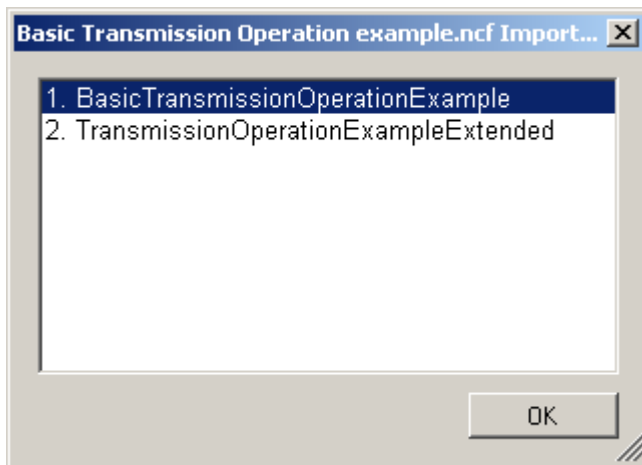 Basic Transmission Operation example.ncf Import...
1. BasicTransmissionOperationExample
2. TransmissionOperationExampleExtended
OK